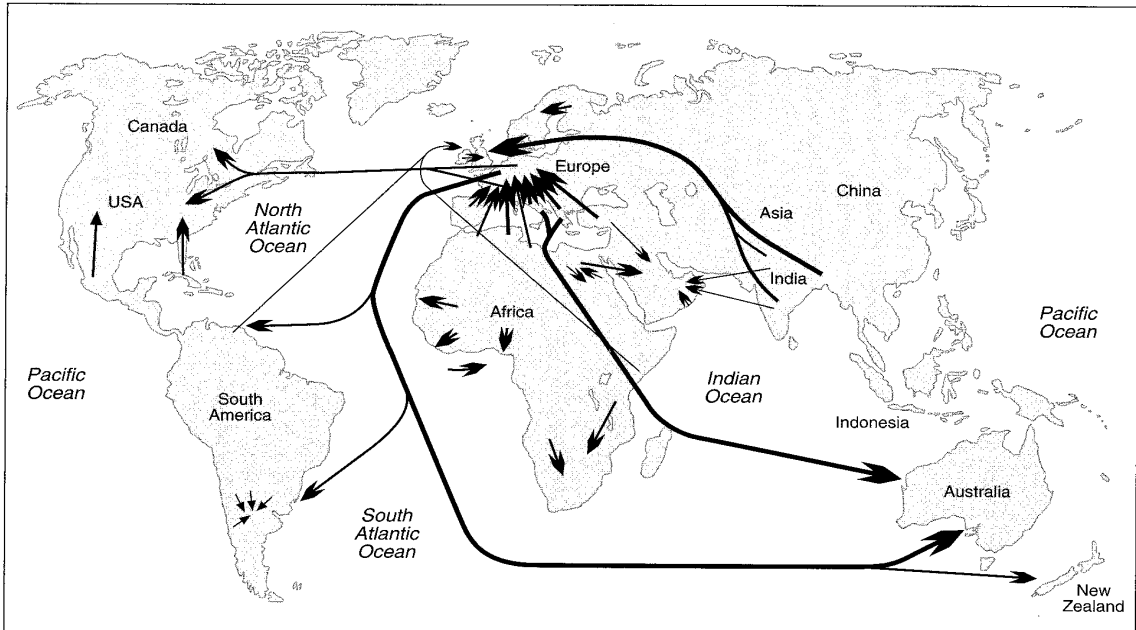 Canada
Europe
China
USA
North
Atlantic
Ocean
Asia
India
Africa
Pacific
Ocean
Pacific
Ocean
South
America
Indian
Ocean
Indonesia
Australia
South
Atlantic
Ocean
New
Zealand